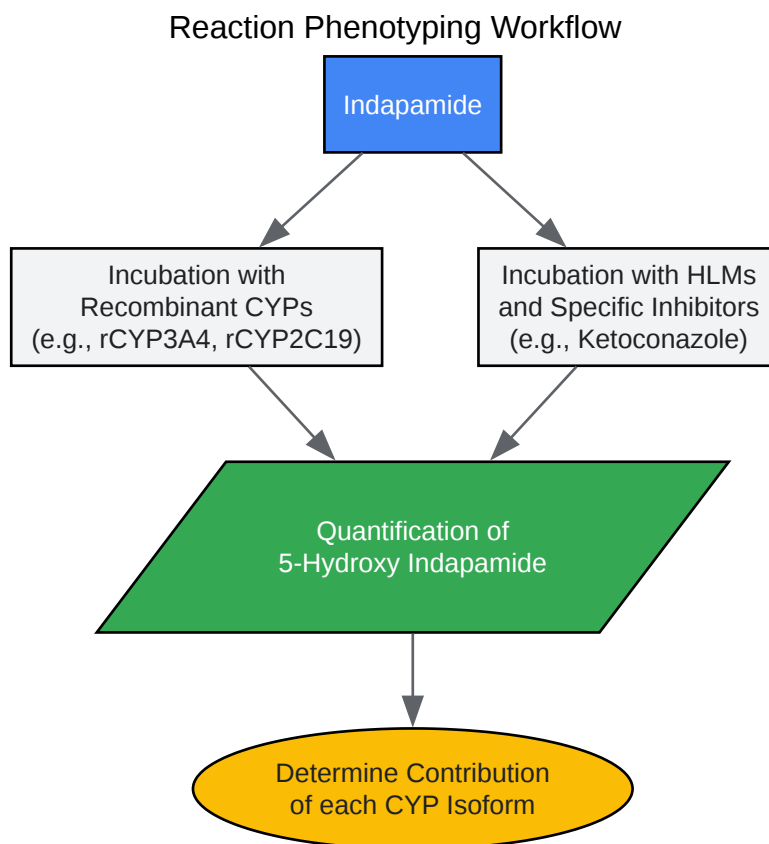 Reaction Phenotyping Workflow
Indapamide
Incubation with
Recombinant CYPs
(e.g., rCYP3A4, rCYP2C19)
Incubation with HLMs
and Specific Inhibitors
(e.g., Ketoconazole)
Quantification of
5-Hydroxy Indapamide
Determine Contribution
of each CYP Isoform